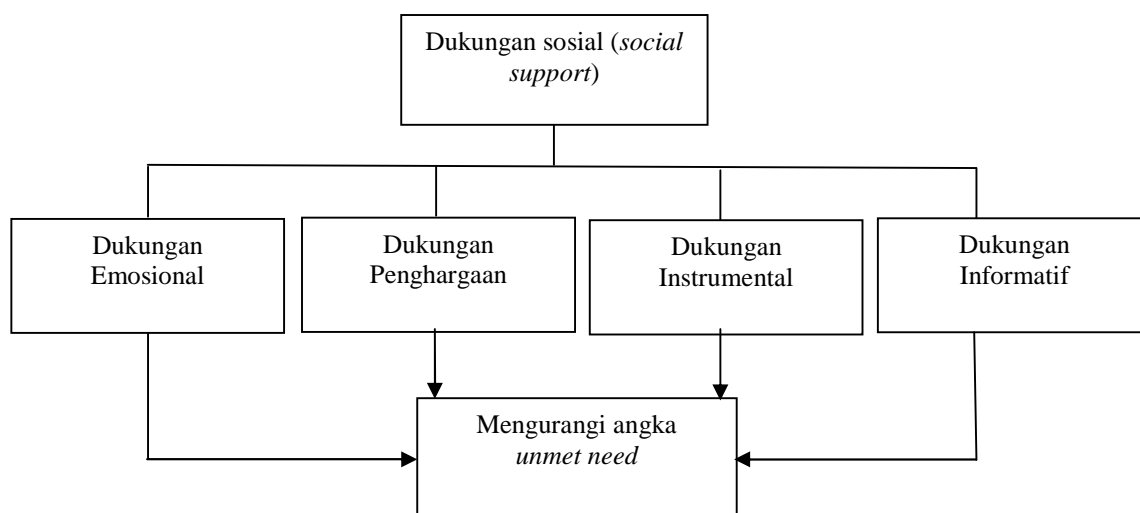 Dukungan sosial (social
support)
Dukungan
Emosional
Dukungan
Penghargaan
Dukungan
Instrumental
Dukungan
Informatif
Mengurangi angka
unmet need